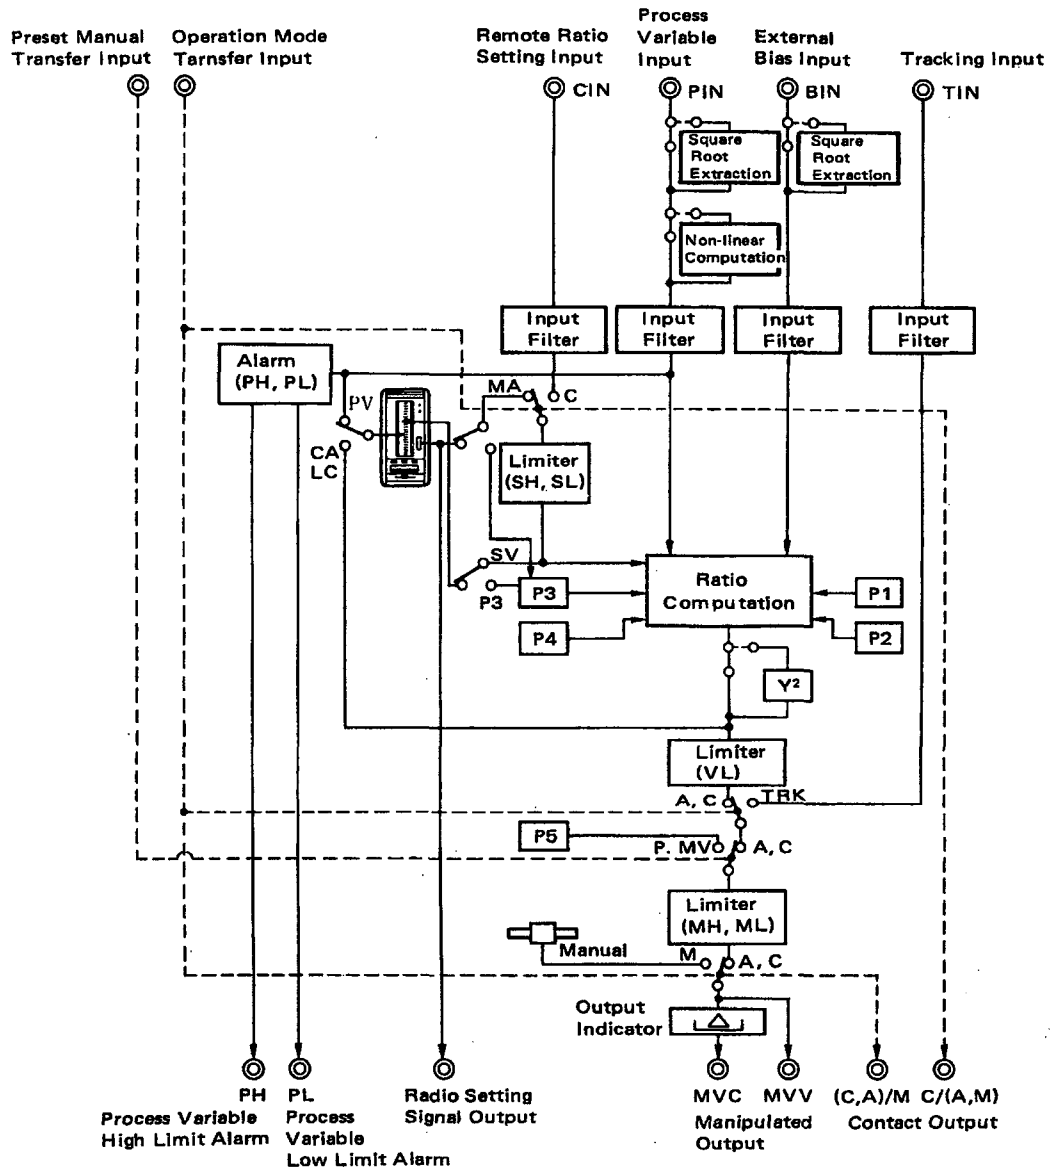 Preset Manual
Transfer Input
Operation Mode
Tarnsfer Input
Remote Ratio
Setting Input
Process
Variable
Input
External
Bias Input
Tracking Input
CIN
PIN
BIN
TIN
Square
Root
Extraction
Square
Root
Extraction
Non-linear
Computation
Input
Filter
Input
Filter
Input
Filter
Input
Filter
Alarm
(PH, PL)
PV
CA
LC
MA
C
Limiter
(SH, SL)
SV
P3
P3
P4
Ratio
Computation
P1
P2
Y²
Limiter
(VL)
A, C
TRK
P5
P. MV
A, C
Limiter
(MH, ML)
Manual
M
A, C
Output
Indicator
PH
PL
Process Variable
High Limit Alarm
Process
Variable
Low Limit Alarm
Radio Setting
Signal Output
MVC
MVV
Manipulated
Output
(C,A)/M
C/(A,M)
Contact Output